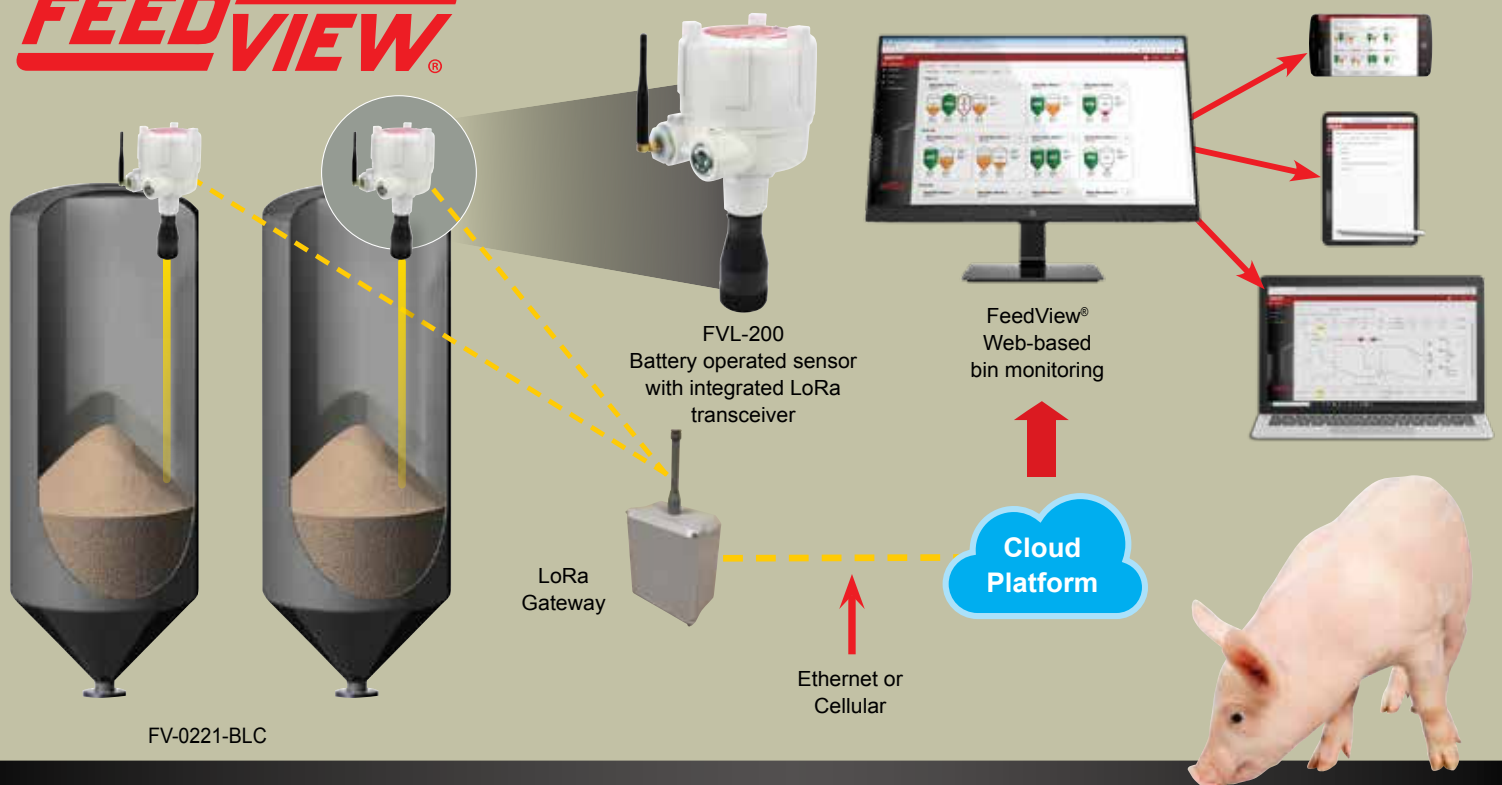 FEEDVIEW®
FVL-200
Battery operated sensor
with integrated LoRa
transceiver
FeedView®
Web-based
bin monitoring
LoRa
Gateway
Cloud
Platform
Ethernet or
Cellular
FV-0221-BLC